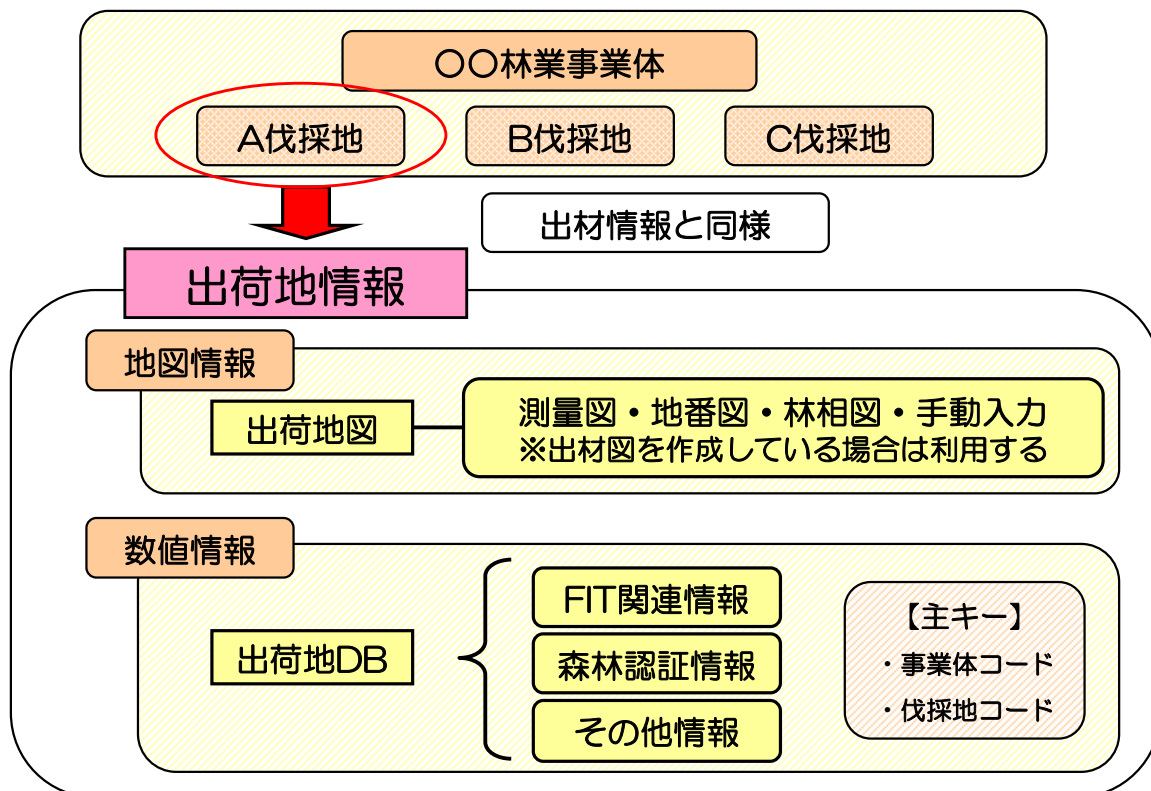 〇〇林業事業体
A伐採地
B伐採地
C伐採地
出材情報と同様
出荷地情報
地図情報
出荷地図
測量図・地番図・林相図・手動入力
※出材図を作成している場合は利用する
数値情報
出荷地DB
FIT関連情報
森林認証情報
その他情報
【主キー】
・事業体コード
・伐採地コード